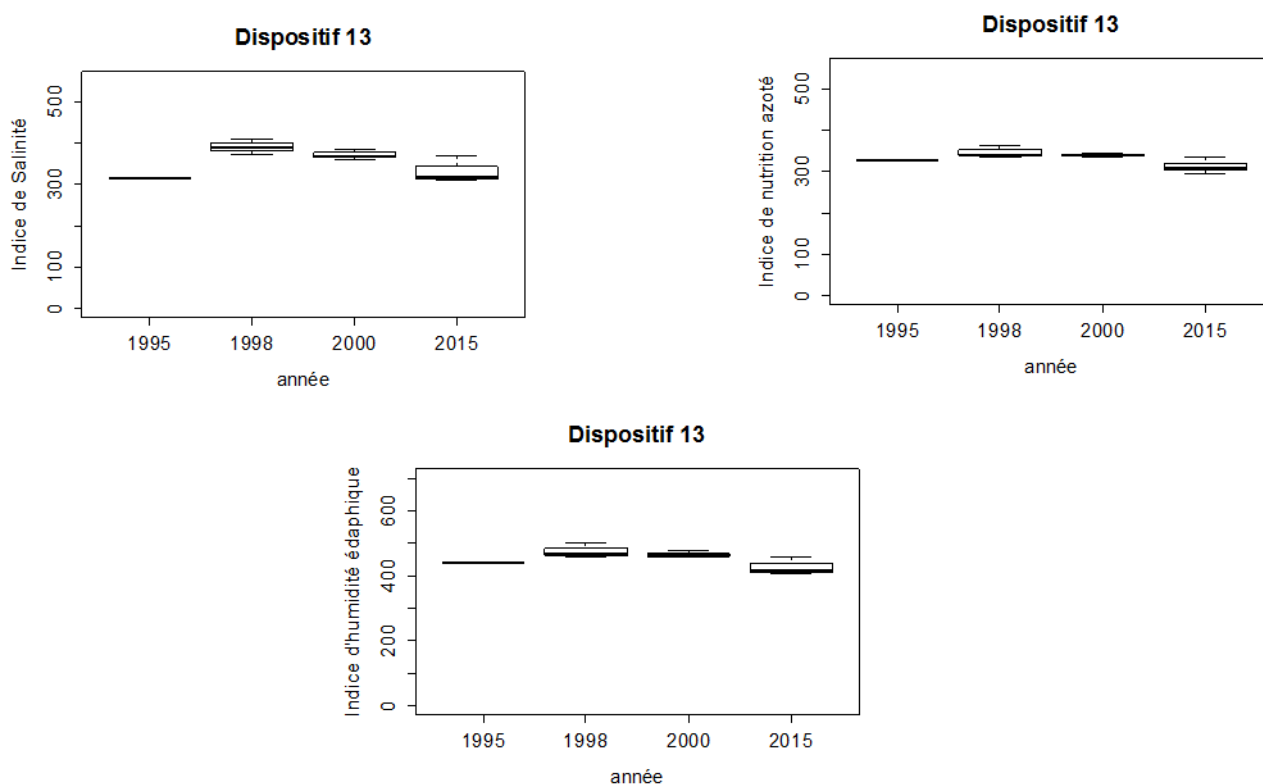 Dispositif 13
Indice de Salinité
500
300
100
0
1995 1998 2000 2015
année
Dispositif 13
Indice de nutrition azoté
500
300
100
0
1995 1998 2000 2015
année
Dispositif 13
Indice d'humidité édaphique
600
400
200
0
1995 1998 2000 2015
année